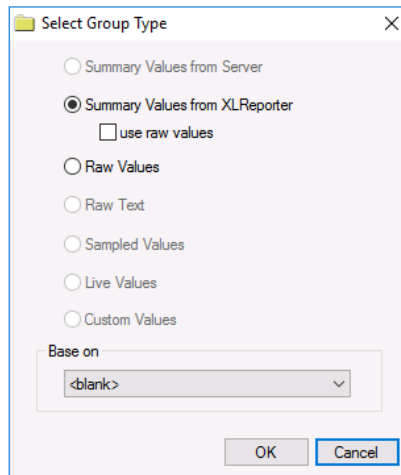 Select Group Type
Summary Values from Server
Summary Values from XLReporter
use raw values
Raw Values
Raw Text
Sampled Values
Live Values
Custom Values
Base on
<blank>
OK Cancel